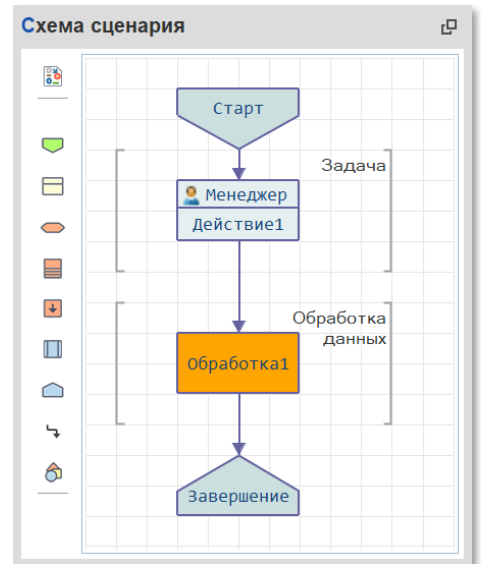 Схема сценария
Старт
Задача
Менеджер
Действие1
Обработка
данных
Обработка1
Завершение